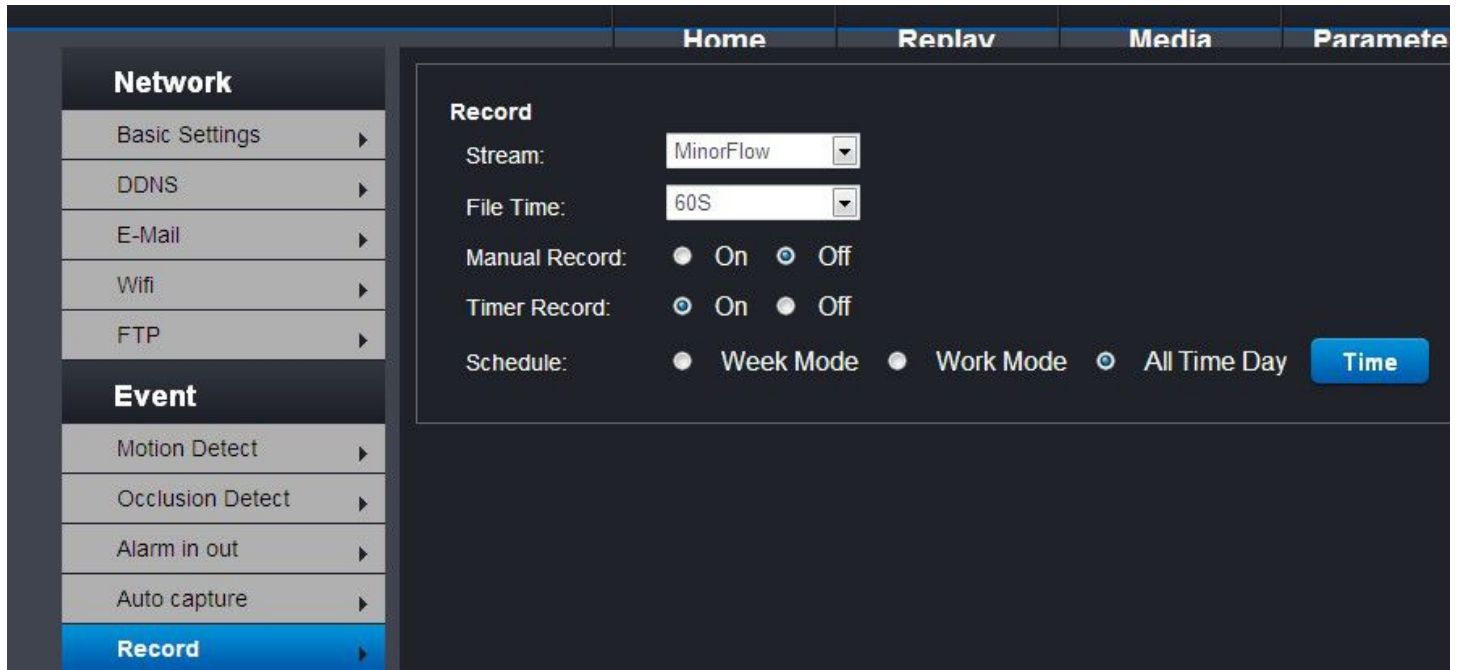 Home Replay Media Paramete
Network
Basic Settings
DDNS
E-Mail
Wifi
FTP
Event
Motion Detect
Occlusion Detect
Alarm in out
Auto capture
Record
Record
Stream: MinorFlow
File Time: 60S
Manual Record: On Off
Timer Record: On Off
Schedule: Week Mode Work Mode All Time Day Time